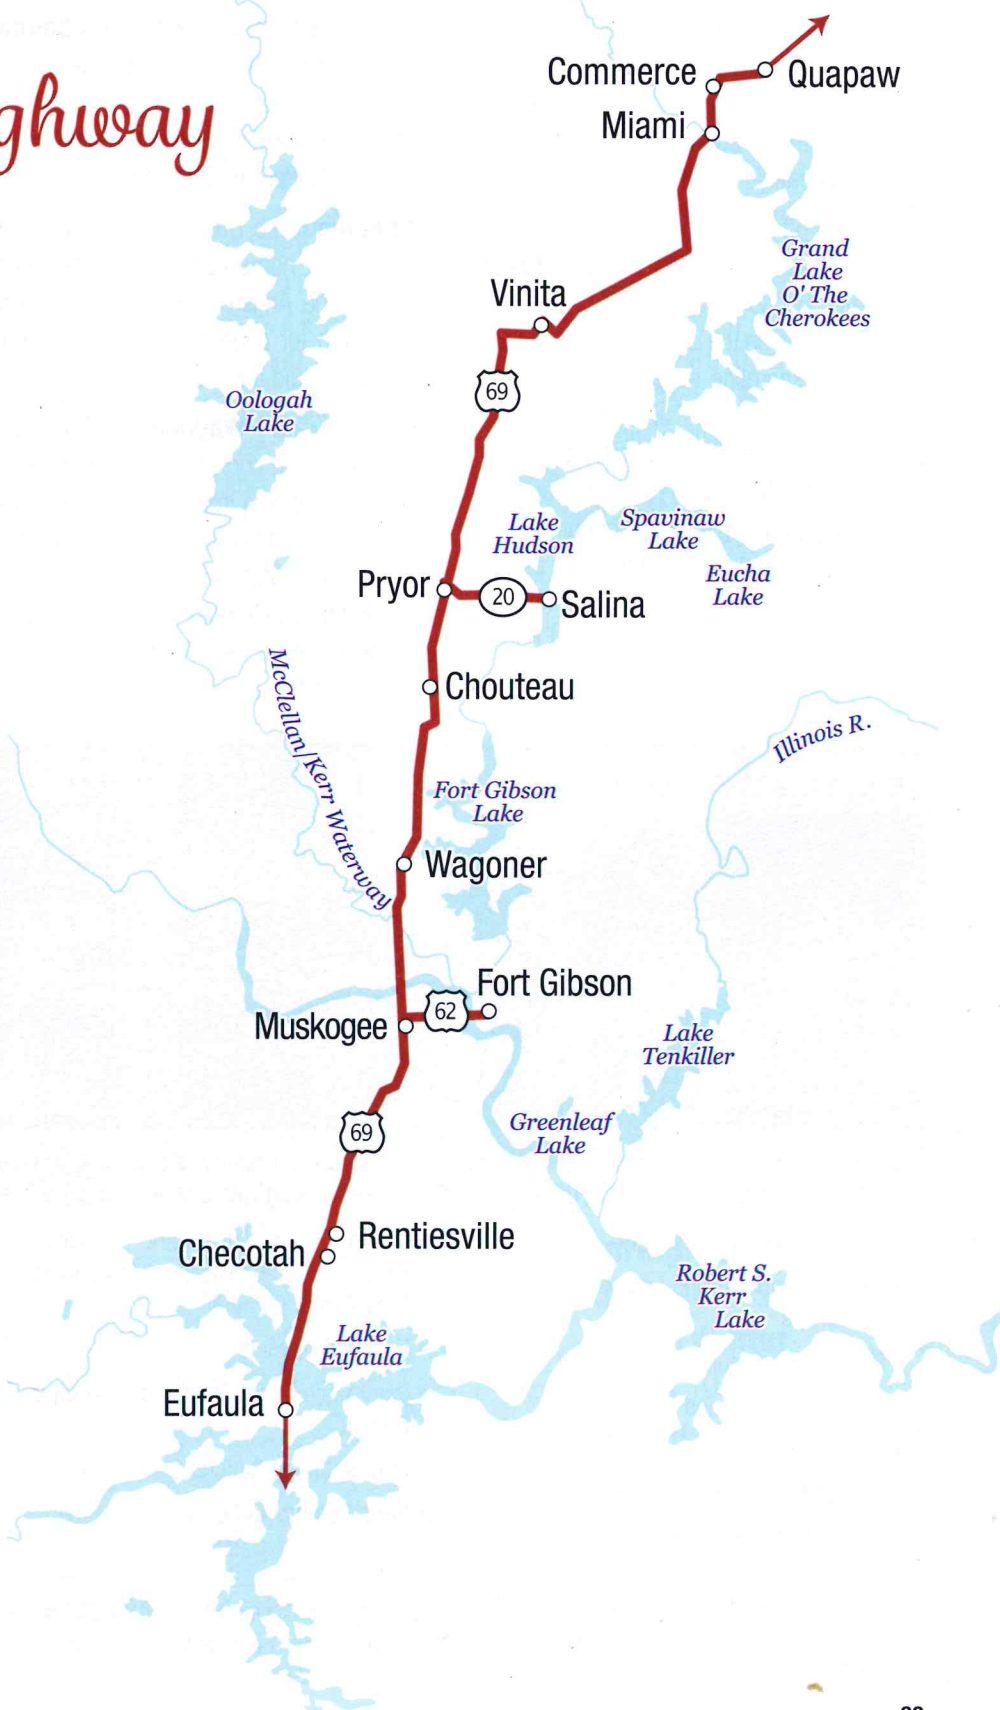 ghway
Commerce
Quapaw
Miami
Grand
Lake
O' The
Cherokees
Vinita
69
Oologah
Lake
Lake
Hudson
Spavinaw
Lake
Eucha
Lake
Pryor
20
Salina
McClellan/Kerr Waterway
Chouteau
Illinois R.
Fort Gibson
Lake
Wagoner
Fort Gibson
62
Muskogee
Lake
Tenkiller
69
Greenleaf
Lake
Rentiesville
Checotah
Robert S.
Kerr
Lake
Lake
Eufaula
Eufaula